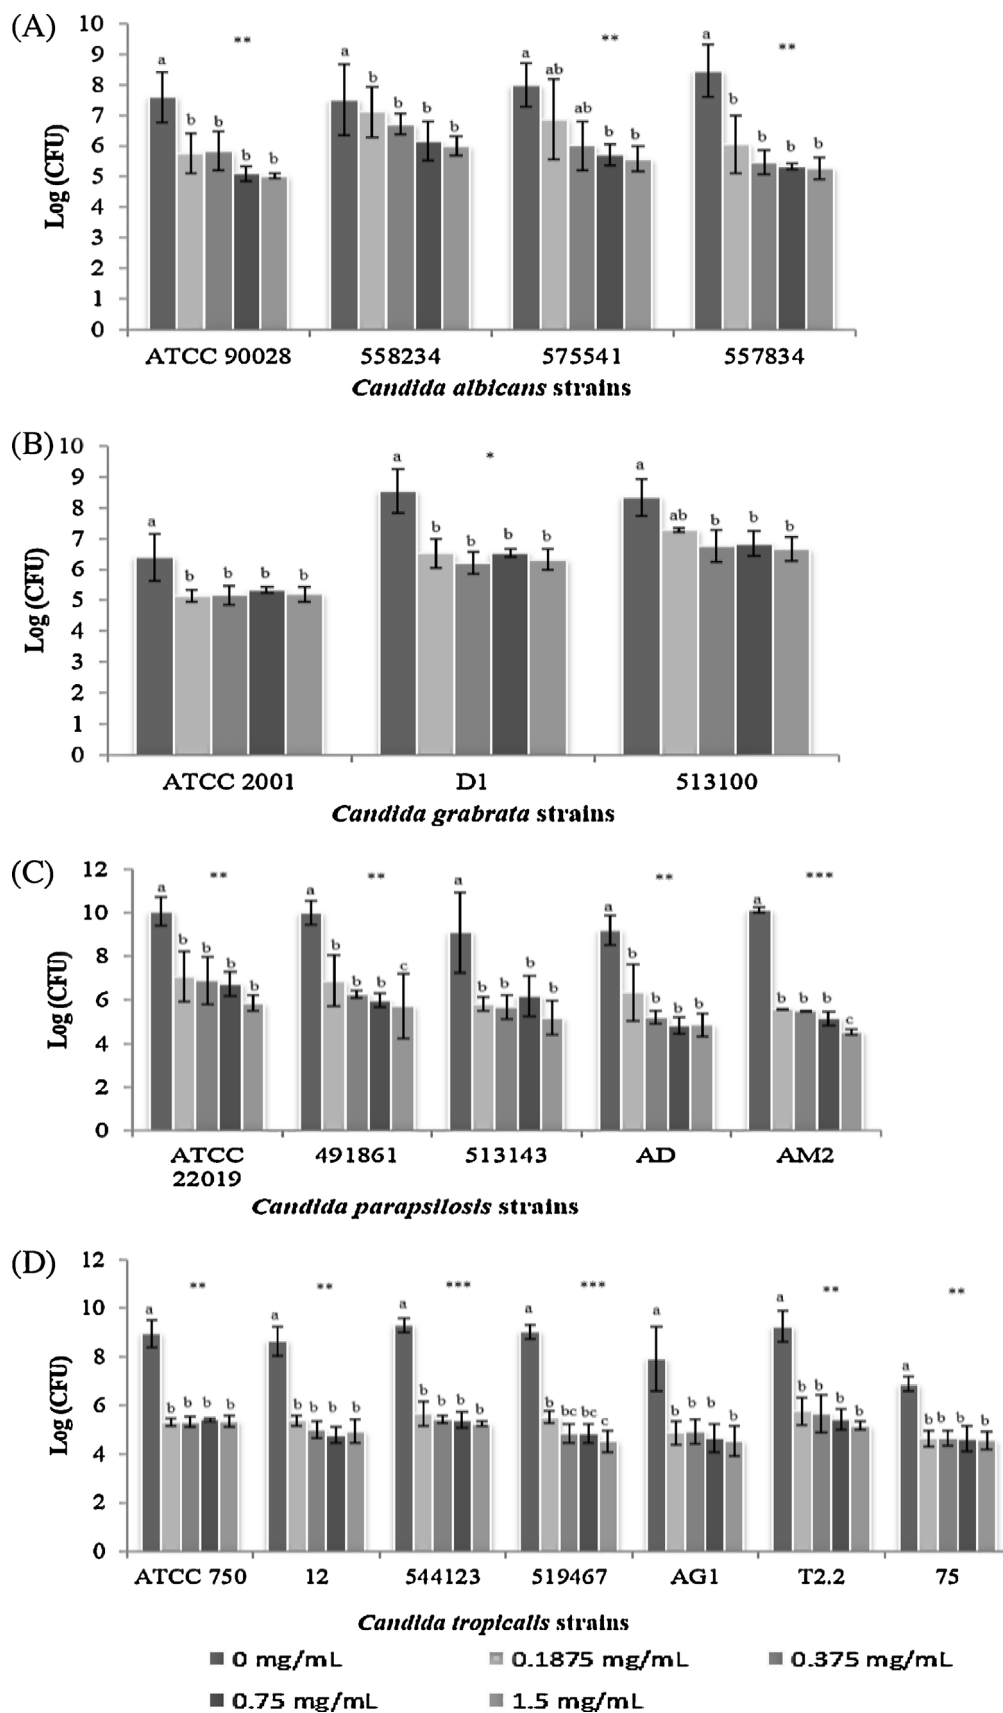 (A)
10
9
8
7
6
5
4
3
2
1
0
Log (CFU)
a b b b b **
a b b b b
a ab ab b b **
a b b b b **
ATCC 90028 558234 575541 557834
Candida albicans strains
(B)
10
9
8
7
6
5
4
3
2
1
0
Log (CFU)
a b b b b
a b b b b *
a ab b b b
ATCC 2001 D1 513100
Candida grabrata strains
(C)
12
10
8
6
4
2
0
Log (CFU)
a b b b b **
a b b b c **
a b b b b
a b b b b **
a b b b c ***
ATCC 22019 491861 513143 AD AM2
Candida parapsilosis strains
(D)
12
10
8
6
4
2
0
Log (CFU)
a b b b b **
a b b b b **
a b b b b ***
a b bc bc c ***
a b b b b
a b b b b **
a b b b b **
ATCC 750 12 544123 519467 AG1 T2.2 75
Candida tropicalis strains
0 mg/mL 0.1875 mg/mL 0.375 mg/mL
0.75 mg/mL 1.5 mg/mL